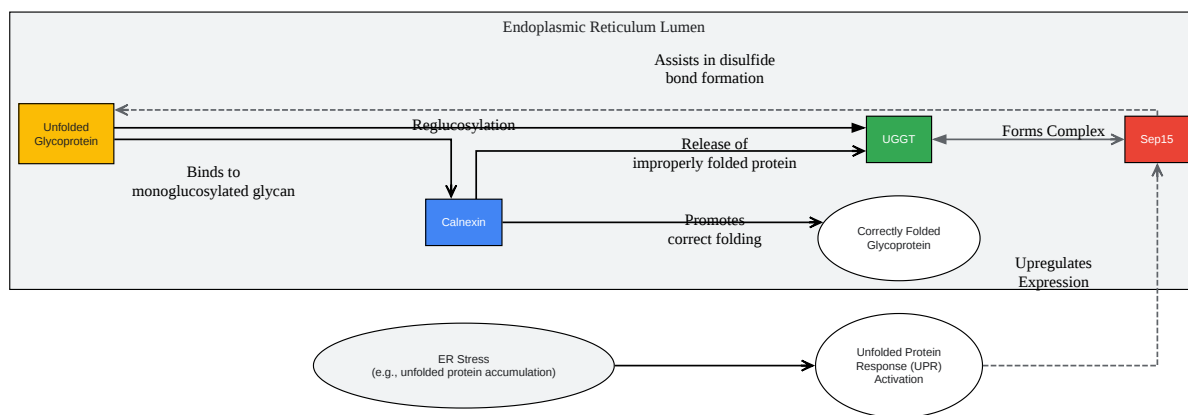 Endoplasmic Reticulum Lumen
Assists in disulfide
bond formation
Unfolded
Glycoprotein
Reglucosylation
UGGT
Forms Complex
Sep15
Release of
improperly folded protein
Binds to
monoglucosylated glycan
Calnexin
Promotes
correct folding
Correctly Folded
Glycoprotein
Upregulates
Expression
ER Stress
(e.g., unfolded protein accumulation)
Unfolded Protein
Response (UPR)
Activation